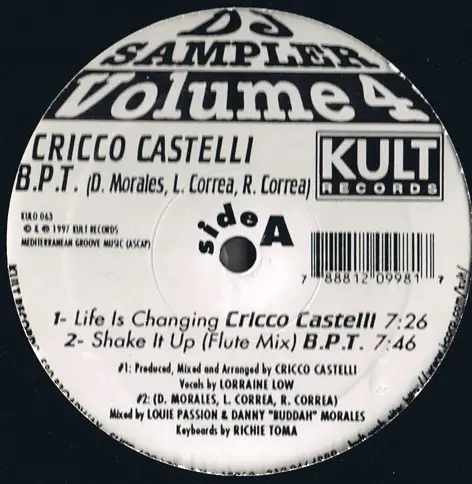 DJ
SAMPLER
Volume 4
CRICCO CASTELLI
B.P.T. (D. Morales, L. Correa, R. Correa)
KULT
RECORDS
KULO 063
© & ℗ 1997 KULT RECORDS
MEDITERRANEAN GROOVE MUSIC (ASCAP)
side A
7 88812 09981 7
1- Life Is Changing Cricco Castelli 7:26
2- Shake It Up (Flute Mix) B.P.T. 7:46
#1: Produced, Mixed and Arranged by CRICCO CASTELLI
Vocals by LORRAINE LOW
#2: (D. MORALES, L. CORREA, R. CORREA)
Mixed by LOUIE PASSION & DANNY "BUDDAH" MORALES
Keyboards by RICHIE TOMA
KULT RECORDS